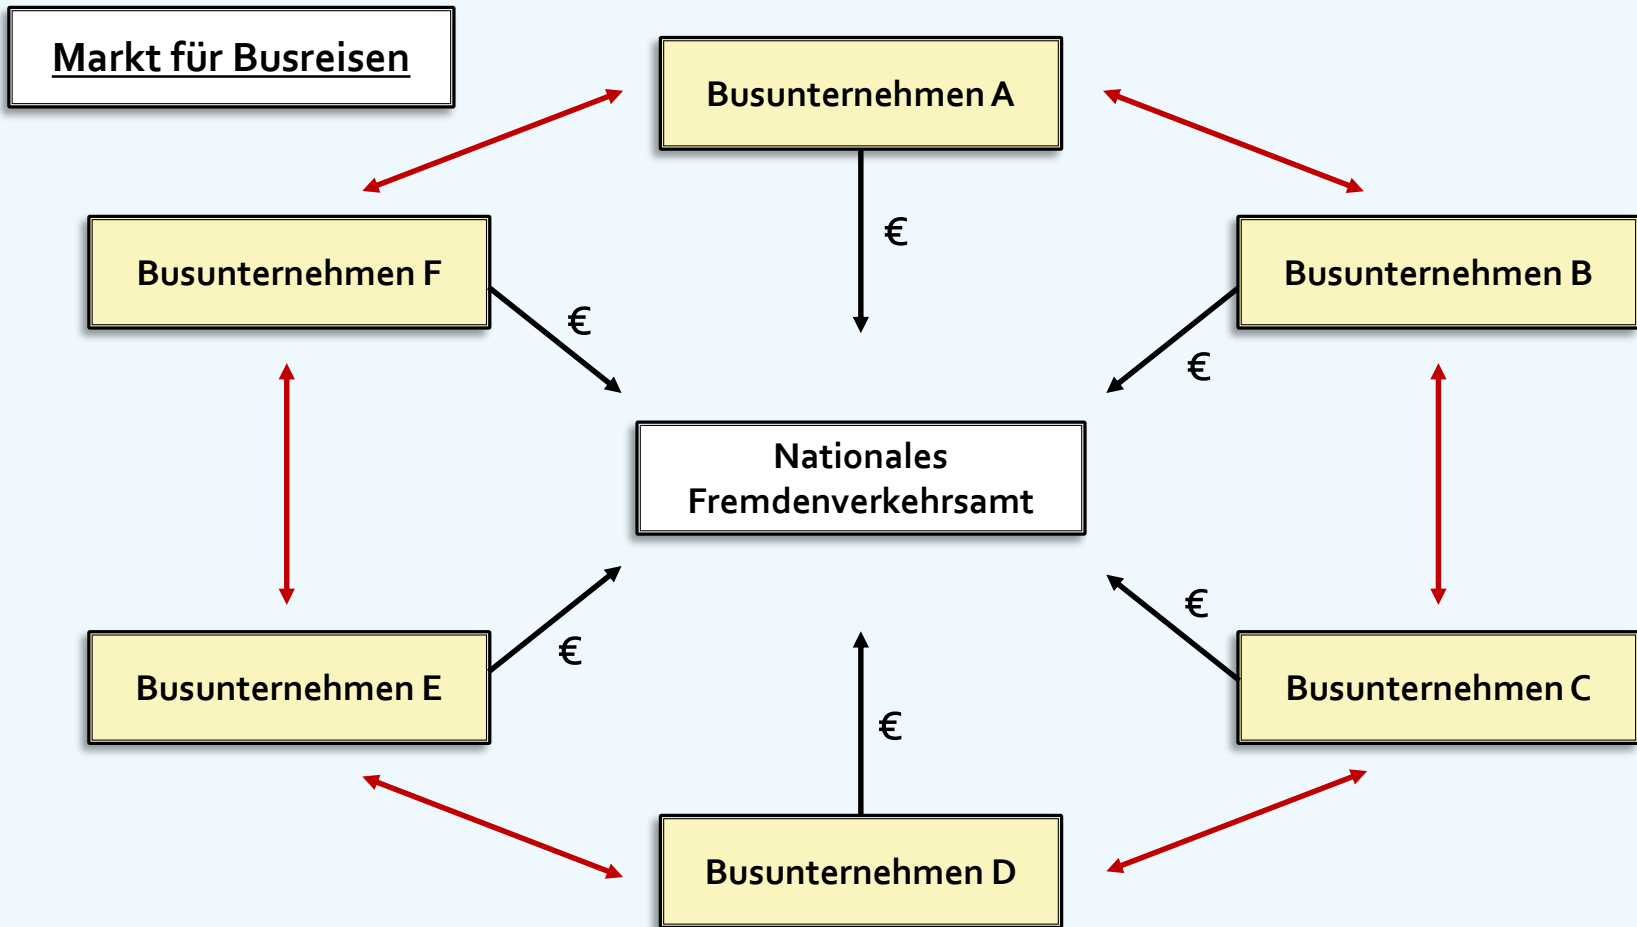 Markt für Busreisen
Busunternehmen A
€
Busunternehmen F
Busunternehmen B
€
€
Nationales
Fremdenverkehrsamt
€
€
Busunternehmen E
Busunternehmen C
€
Busunternehmen D